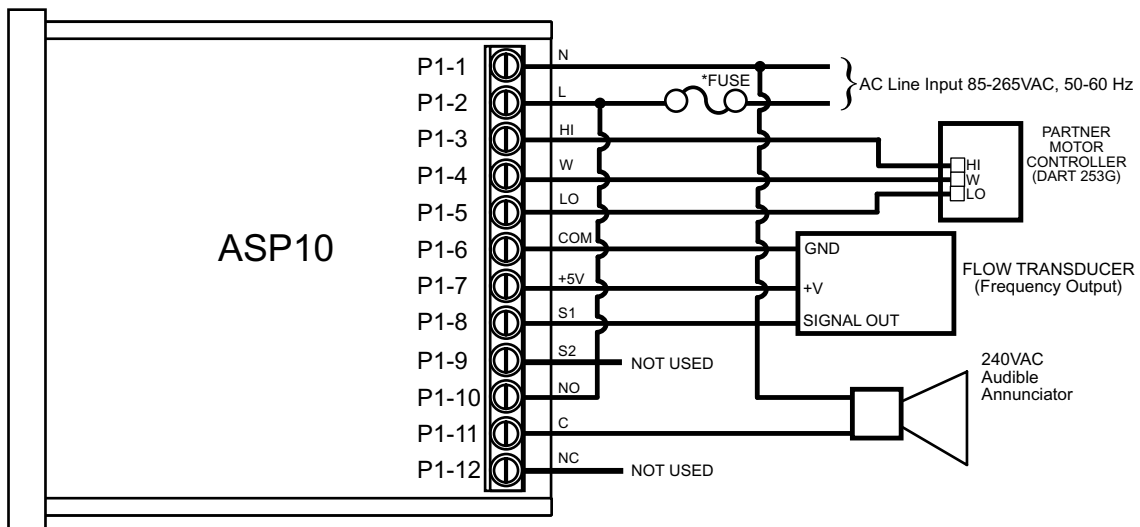 ASP10
P1-1
P1-2
P1-3
P1-4
P1-5
P1-6
P1-7
P1-8
P1-9
P1-10
P1-11
P1-12
N
L
HI
W
LO
COM
+5V
S1
S2
NO
C
NC
*FUSE
AC Line Input 85-265VAC, 50-60 Hz
PARTNER
MOTOR
CONTROLLER
(DART 253G)
HI
W
LO
GND
+V
SIGNAL OUT
FLOW TRANSDUCER
(Frequency Output)
NOT USED
240VAC
Audible
Annunciator
NOT USED